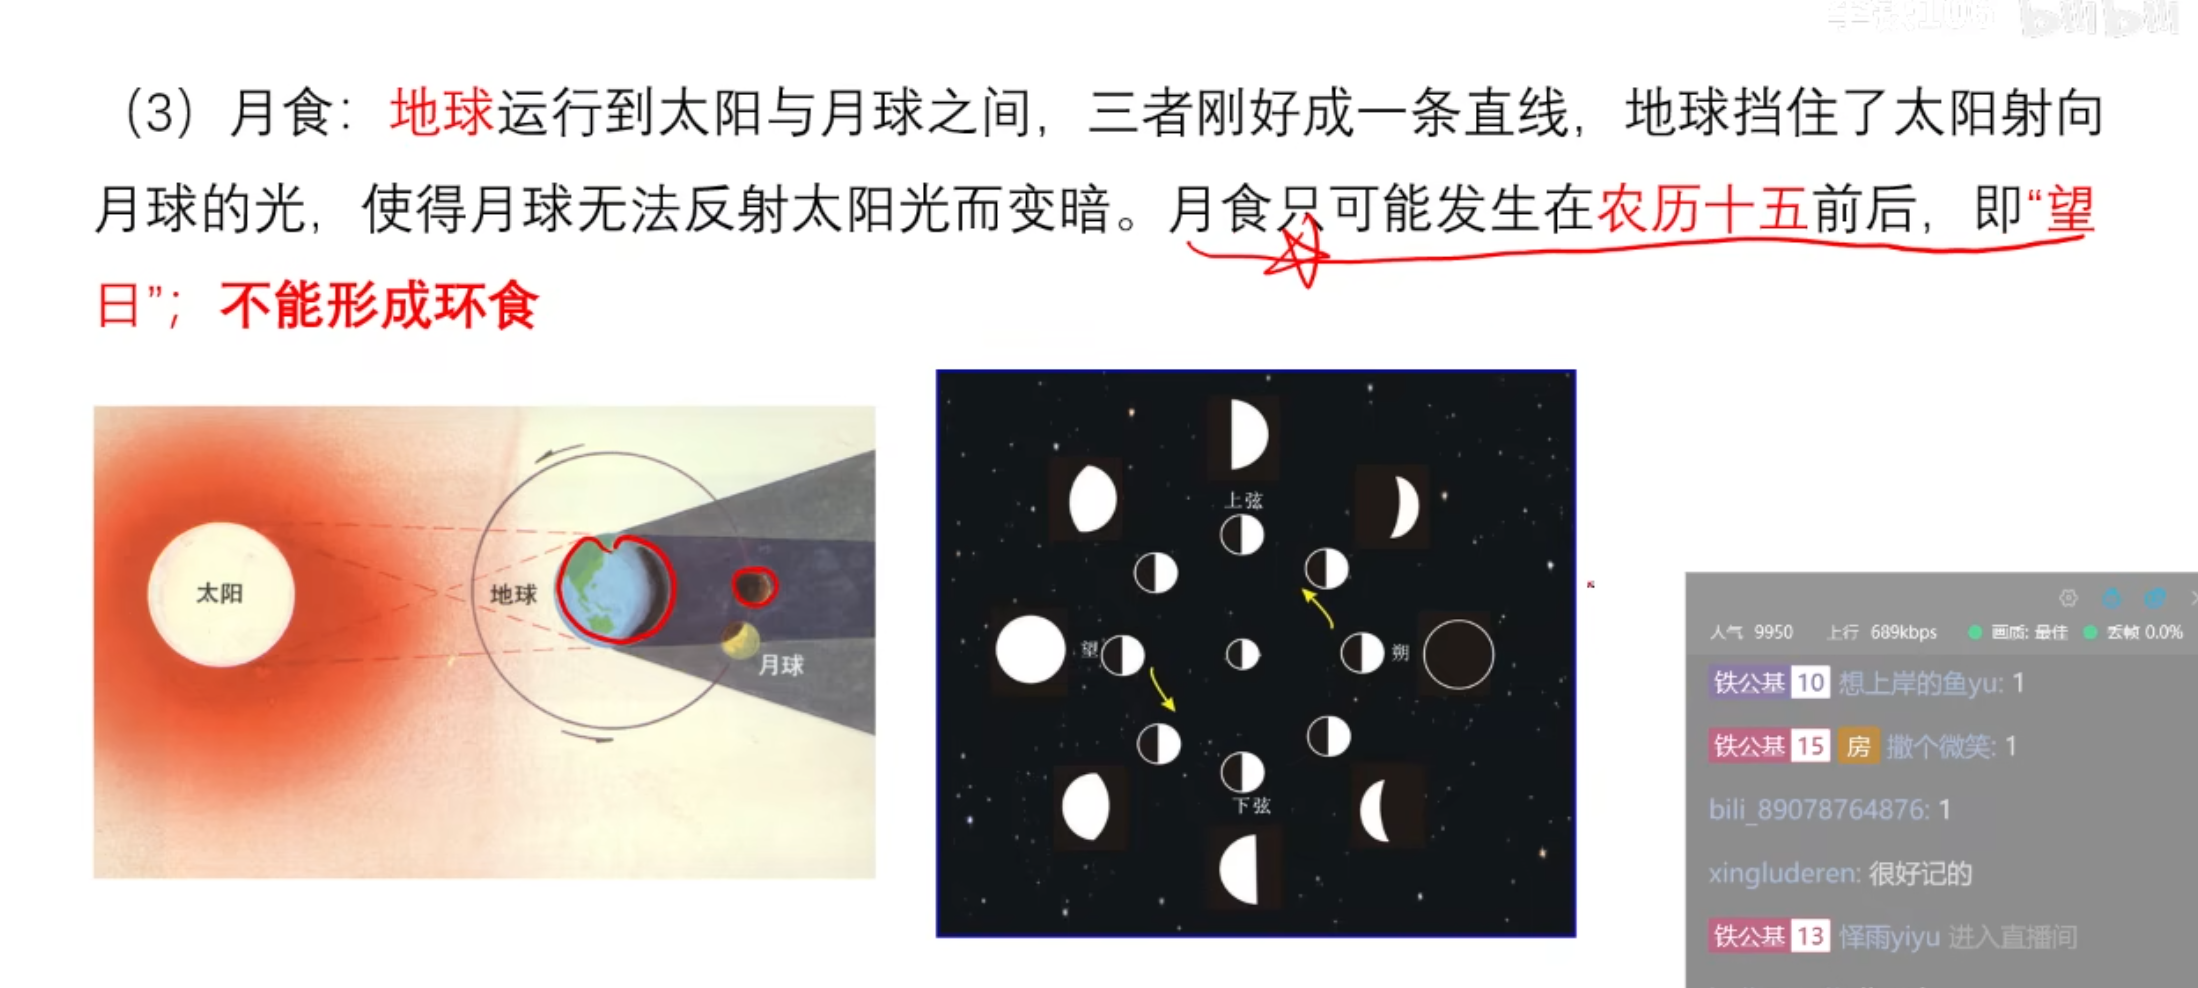 （3）月食：地球运行到太阳与月球之间，三者刚好成一条直线，地球挡住了太阳射向
月球的光，使得月球无法反射太阳光而变暗。月食只可能发生在农历十五前后，即“望
日”；不能形成环食
太阳
地球
月球
上弦
望
朔
下弦
人气 9950 上行 689kbps 画质: 最佳 丢帧 0.0%
铁公基 10 想上岸的鱼yu: 1
铁公基 15 房 撒个微笑: 1
bili_89078764876: 1
xingluderen: 很好记的
铁公基 13 怿雨yiyu 进入直播间
bilibili